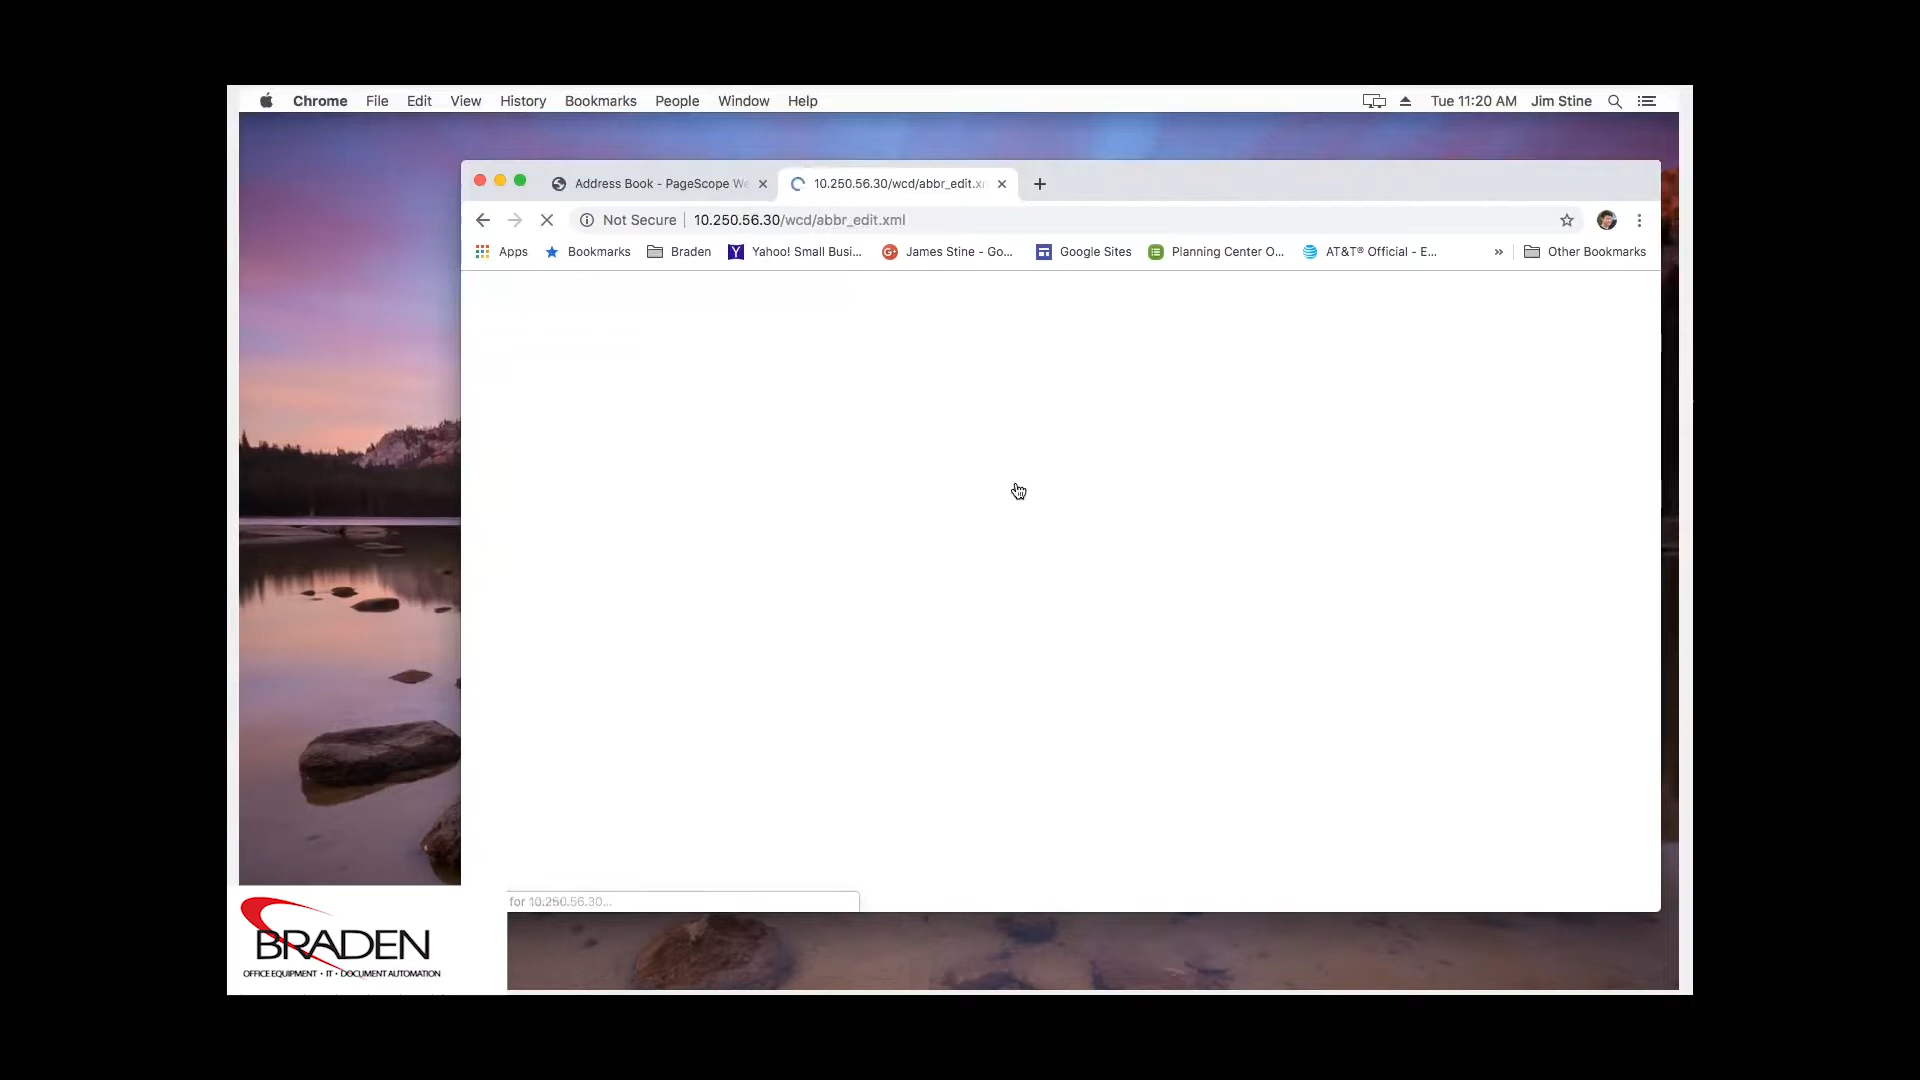 Chrome File Edit View History Bookmarks People Window Help Tue 11:20 AM Jim Stine
Address Book - PageScope We 10.250.56.30/wcd/abbr_edit.xm
Not Secure 10.250.56.30/wcd/abbr_edit.xml
Apps Bookmarks Braden Yahoo! Small Busi... James Stine - Go... Google Sites Planning Center O... AT&T® Official - E... » Other Bookmarks
for 10.250.56.30...
BRADEN
OFFICE EQUIPMENT • IT • DOCUMENT AUTOMATION